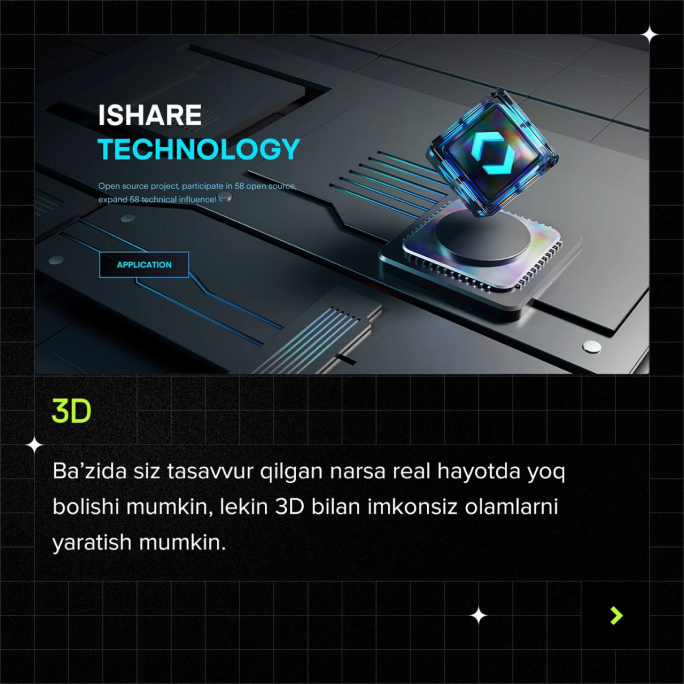 ISHARE
TECHNOLOGY
Open source project, participate in 58 open source,
expand 58 technical influence!
APPLICATION
3D
Ba’zida siz tasavvur qilgan narsa real hayotda yoq
bolishi mumkin, lekin 3D bilan imkonsiz olamlarni
yaratish mumkin.